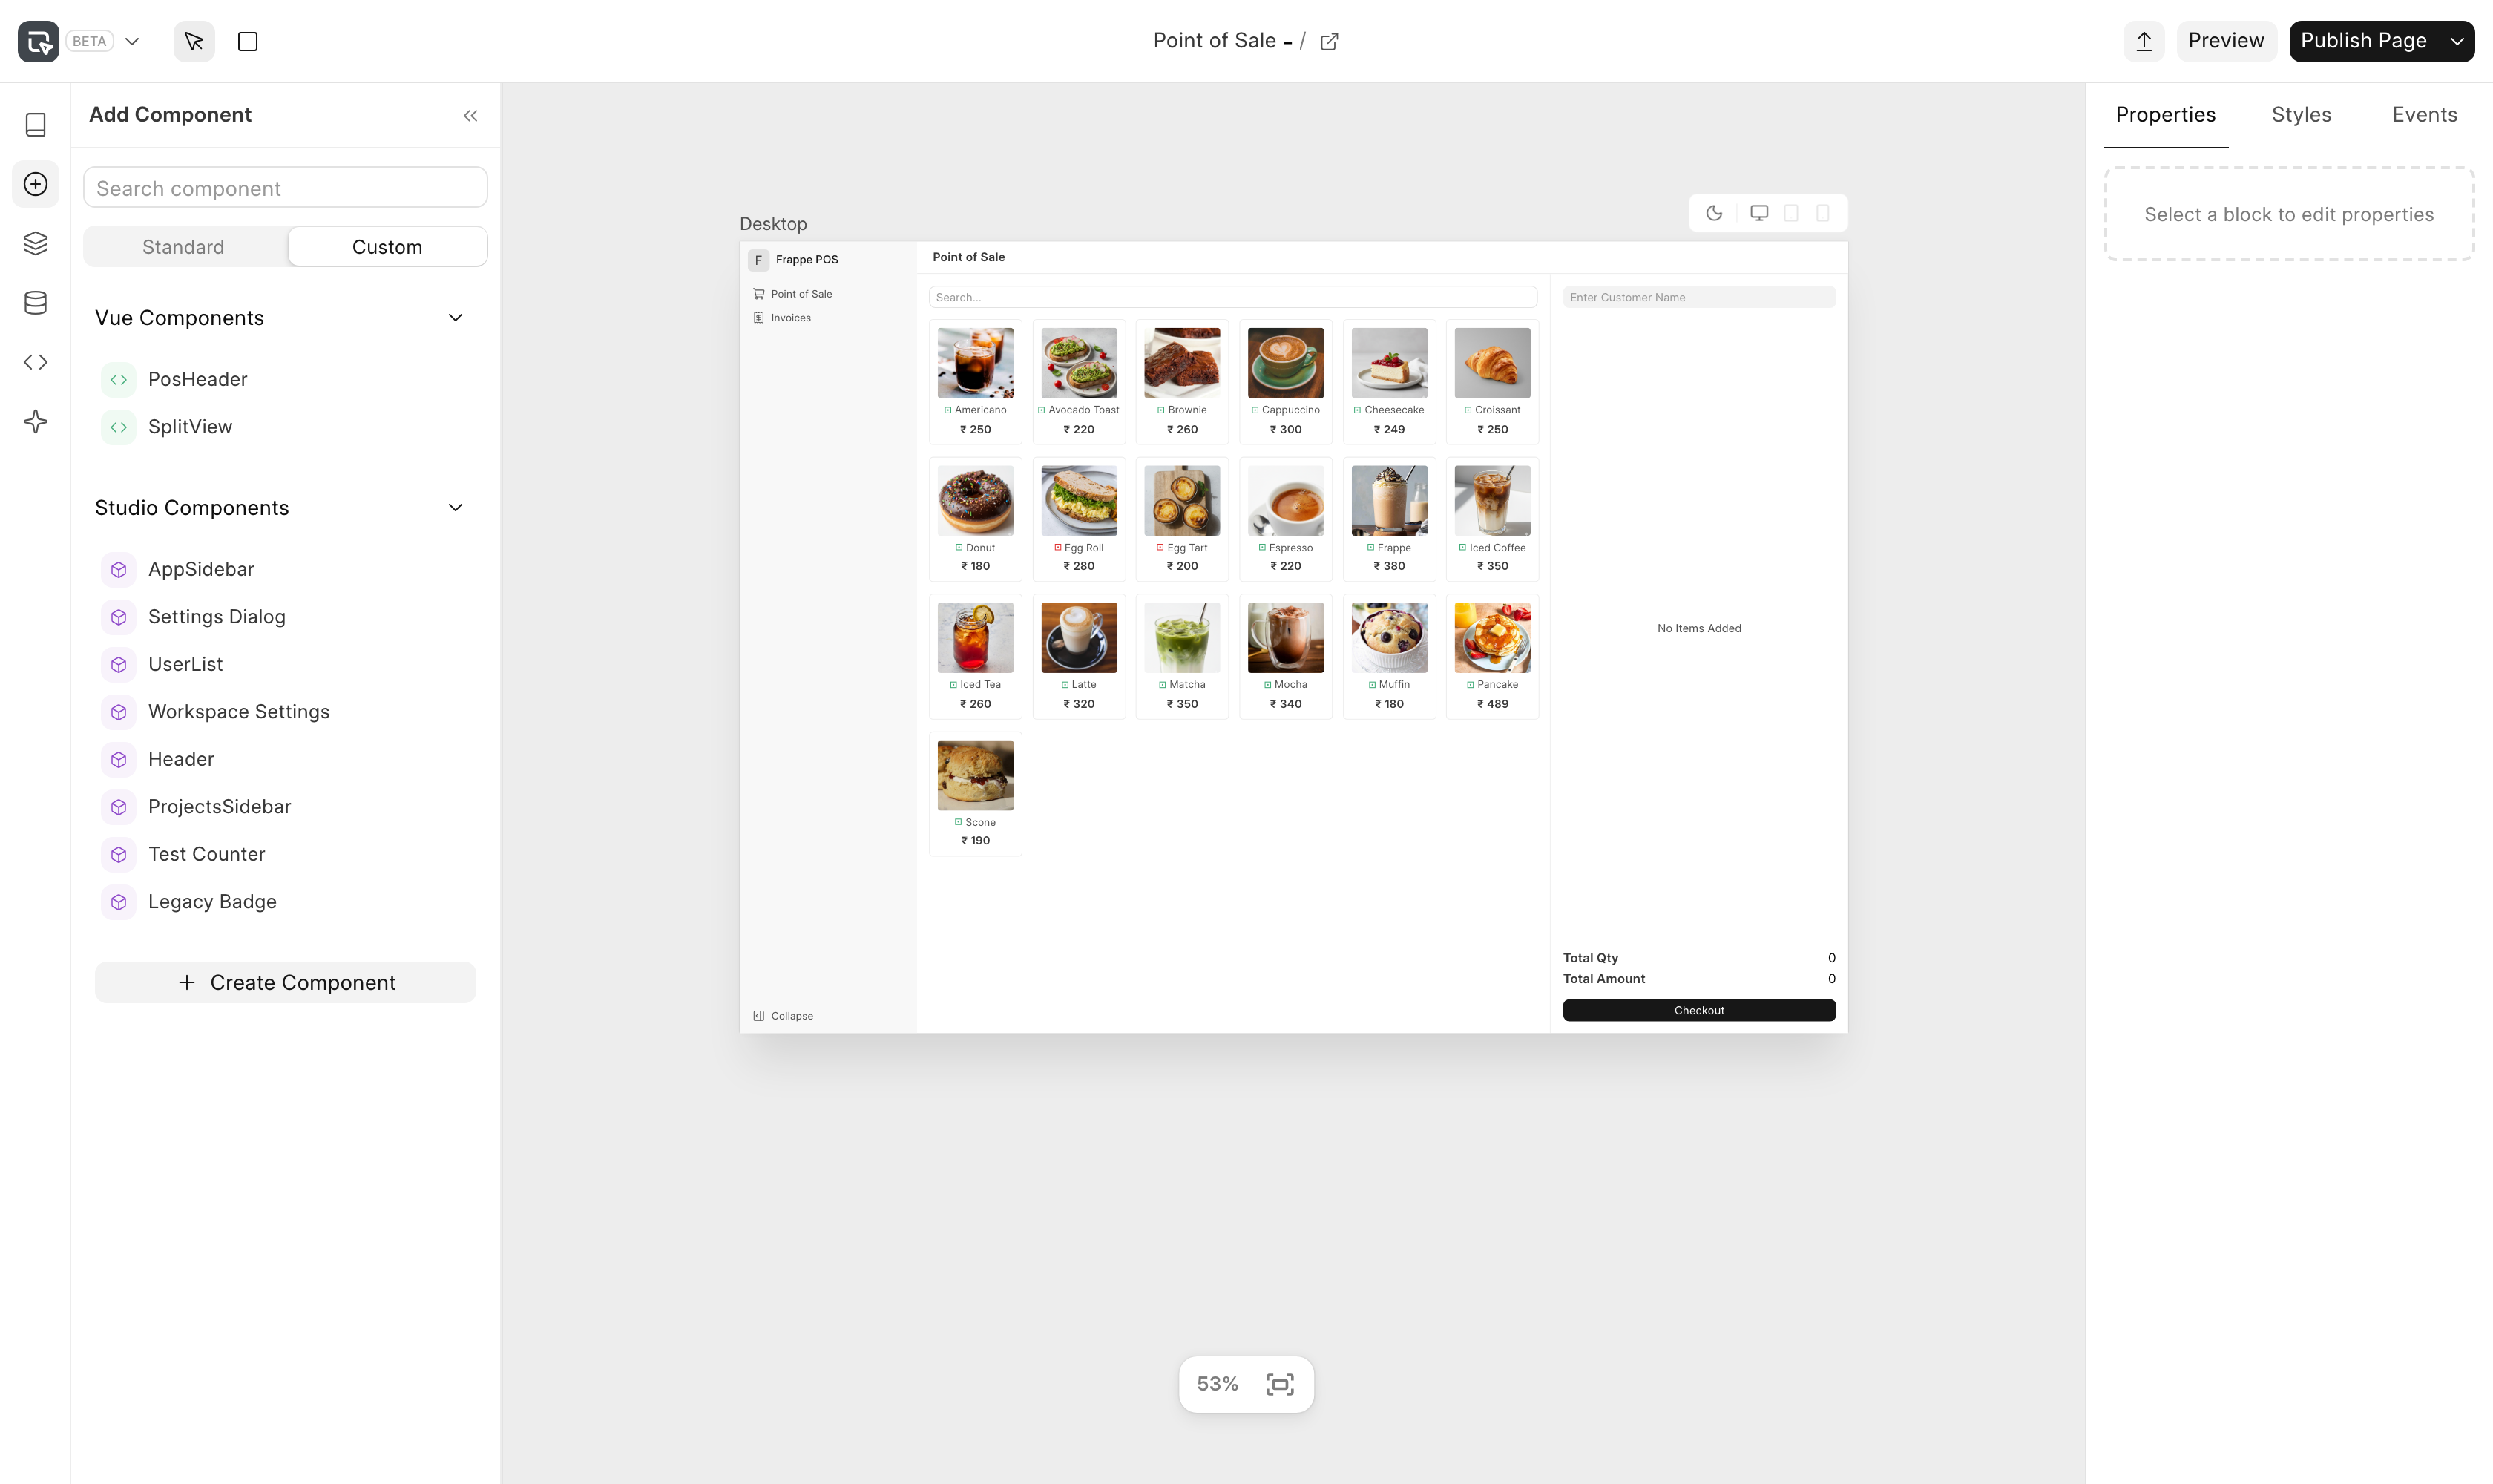 BETA
Point of Sale - /
Preview
Publish Page
Add Component
Search component
Standard
Custom
Vue Components
PosHeader
SplitView
Studio Components
AppSidebar
Settings Dialog
UserList
Workspace Settings
Header
ProjectsSidebar
Test Counter
Legacy Badge
Create Component
Desktop
F Frappe POS
Point of Sale
Invoices
Collapse
Point of Sale
Search...
Americano
₹ 250
Avocado Toast
₹ 220
Brownie
₹ 260
Cappuccino
₹ 300
Cheesecake
₹ 249
Croissant
₹ 250
Donut
₹ 180
Egg Roll
₹ 280
Egg Tart
₹ 200
Espresso
₹ 220
Frappe
₹ 380
Iced Coffee
₹ 350
Iced Tea
₹ 260
Latte
₹ 320
Matcha
₹ 350
Mocha
₹ 340
Muffin
₹ 180
Pancake
₹ 489
Scone
₹ 190
Enter Customer Name
No Items Added
Total Qty 0
Total Amount 0
Checkout
53%
Properties
Styles
Events
Select a block to edit properties